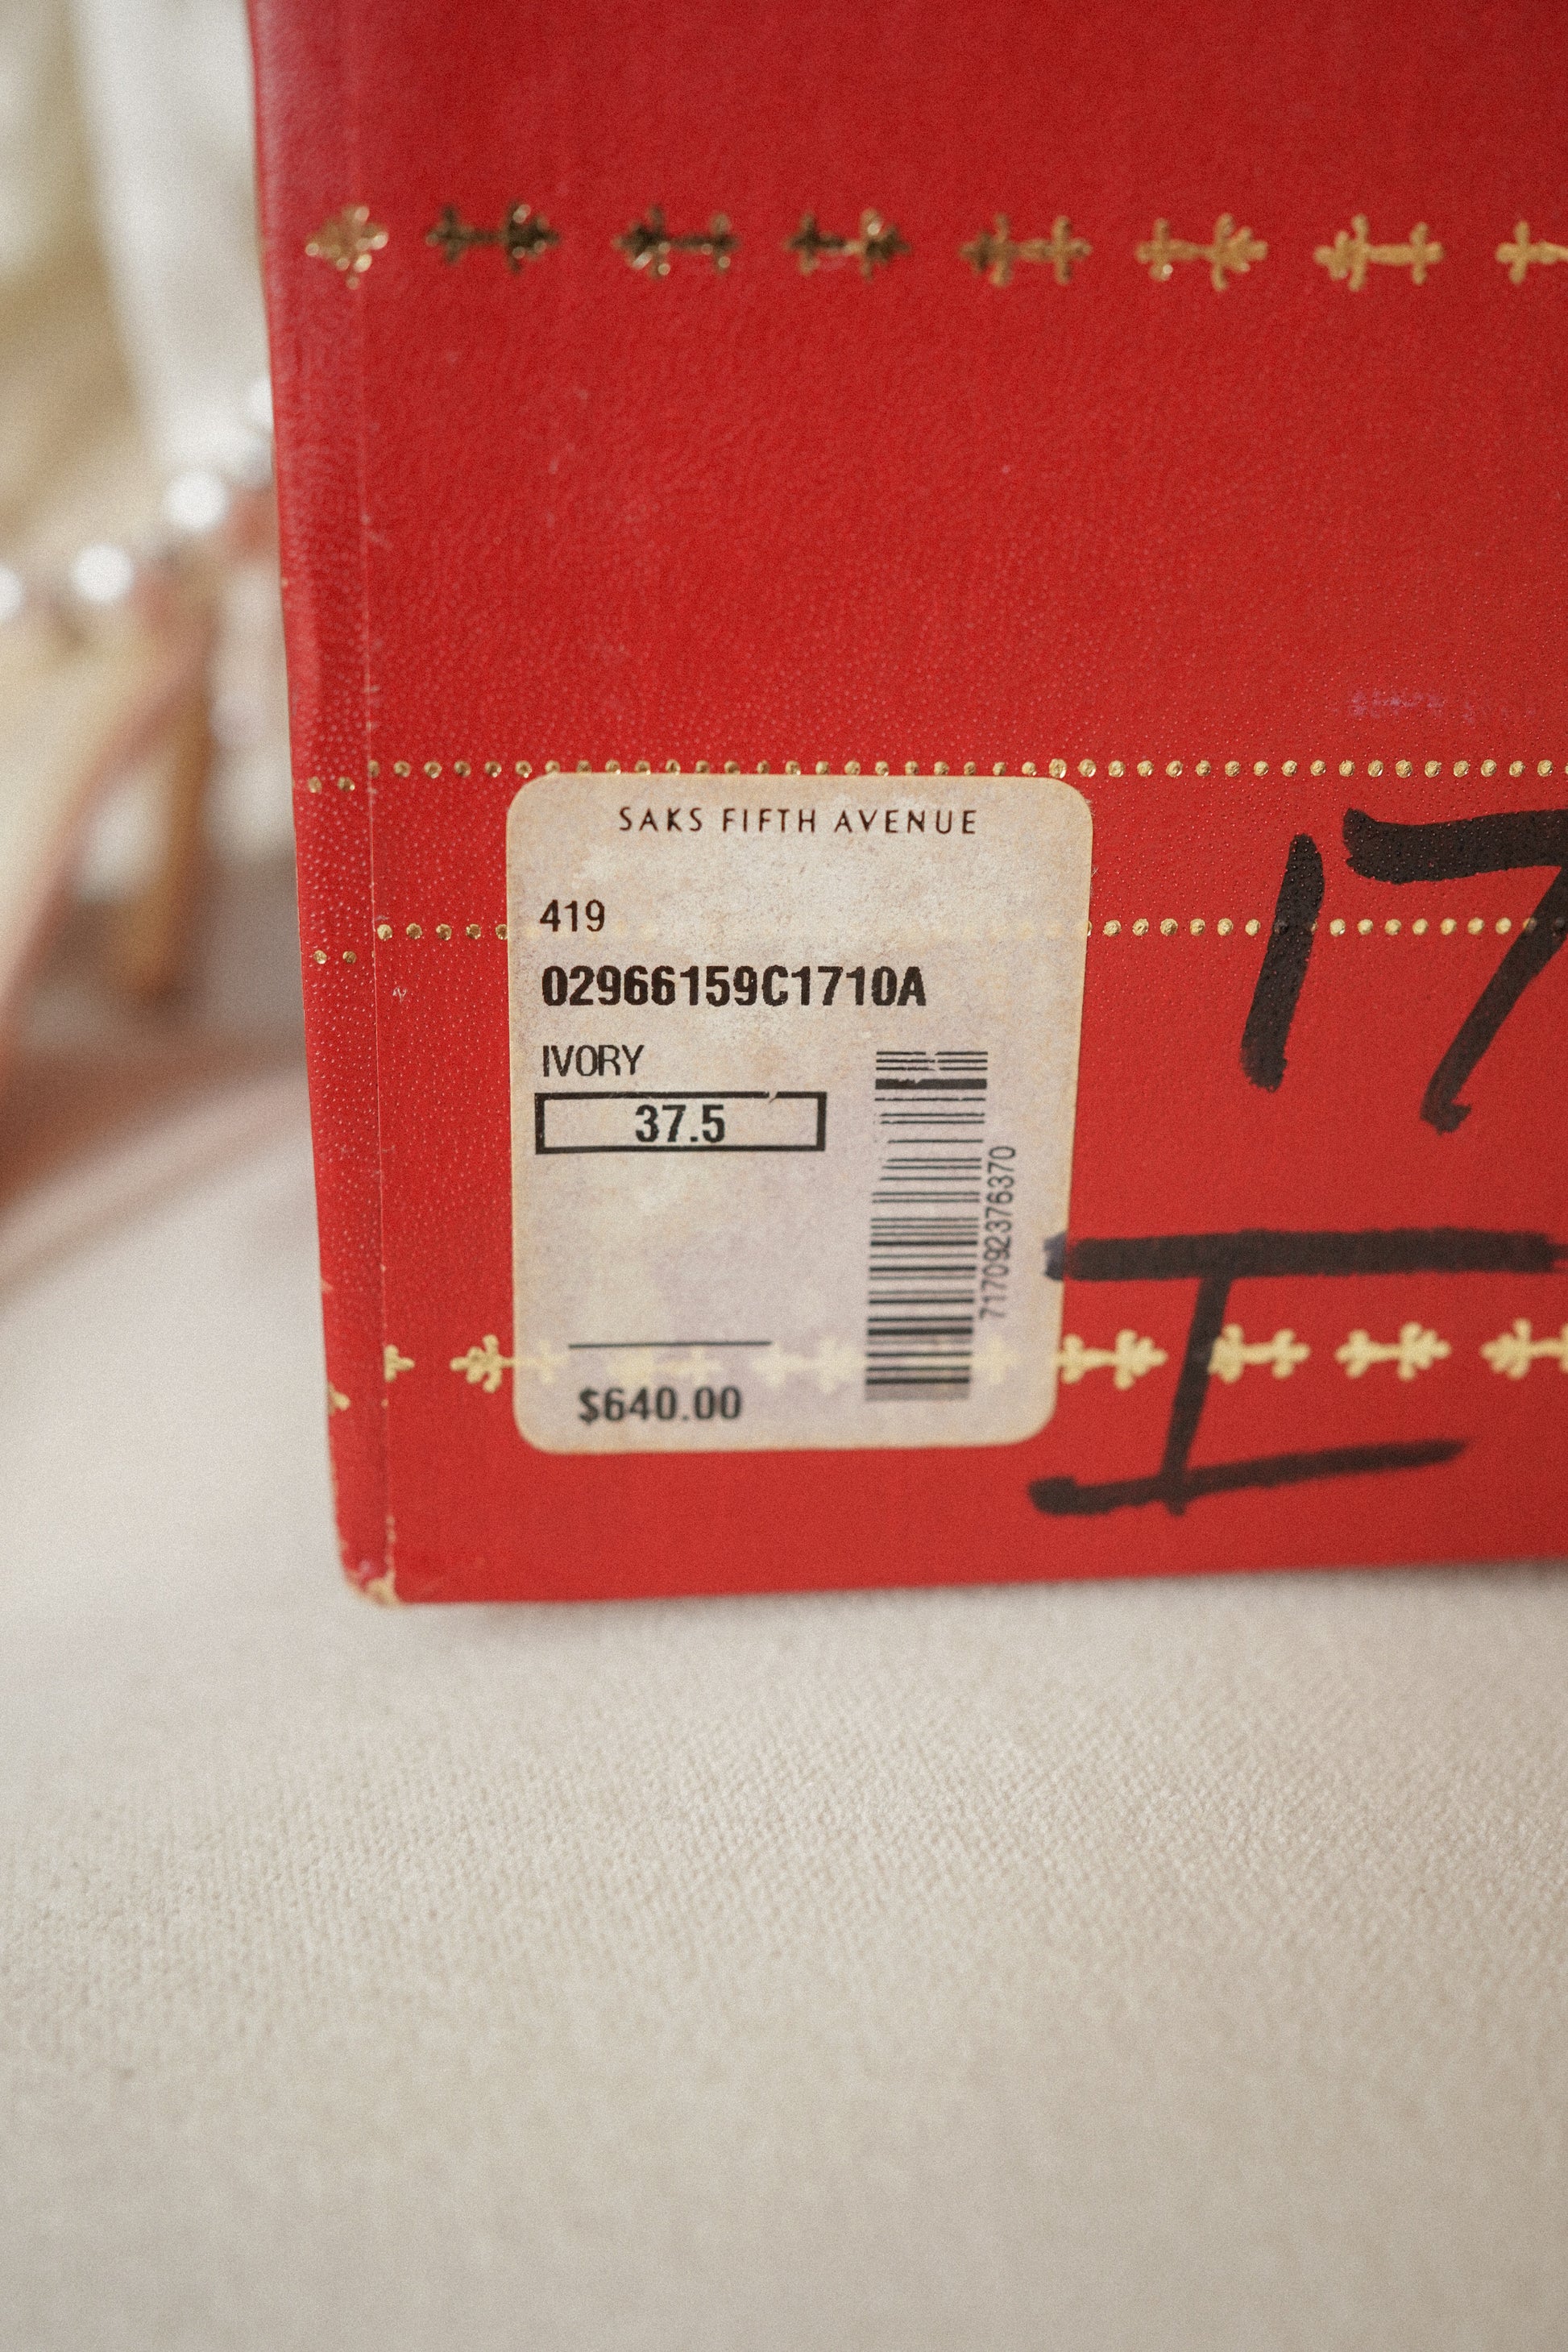 SAKS FIFTH AVENUE
419
02966159C1710A
IVORY
37.5
717092376370
$640.00
17
I